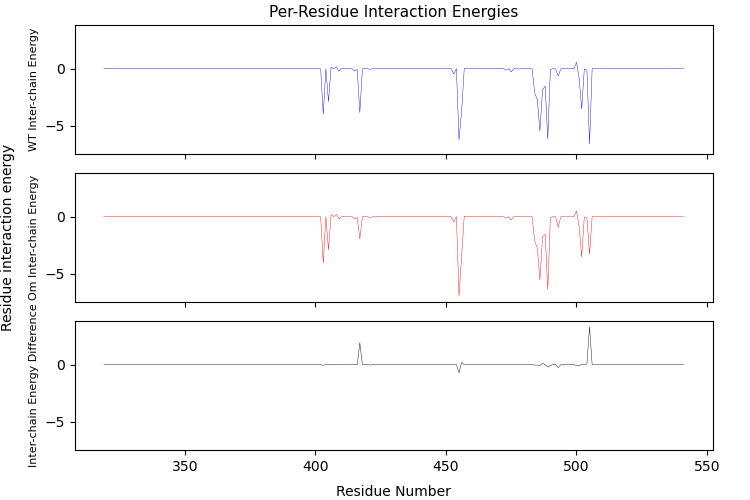 Per-Residue Interaction Energies
Residue interaction energy
WT Inter-chain Energy
0
−5
Om Inter-chain Energy
0
−5
Inter-chain Energy Difference
0
−5
350
400
450
500
550
Residue Number